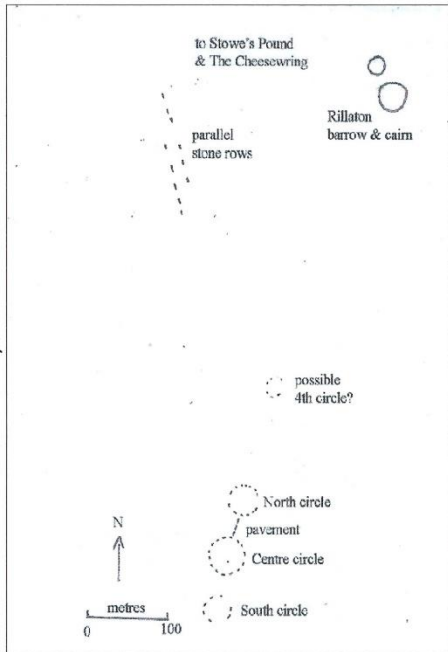 to Stowe's Pound
& The Cheesewring
Rillaton
barrow & cairn
parallel
stone rows
possible
4th circle?
North circle
pavement
Centre circle
South circle
N
metres
0 100